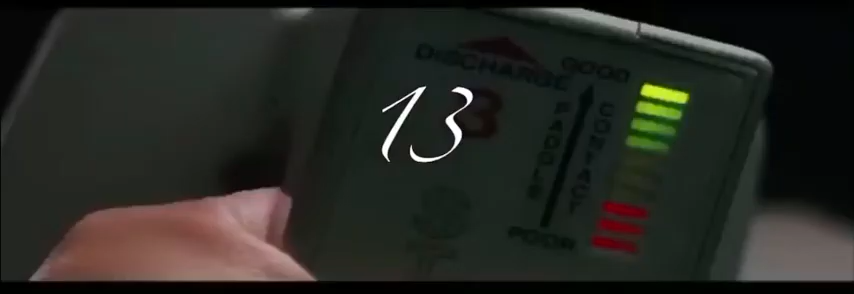 DISCHARGE
GOOD
13
3
PADDLE
CONTACT
POOR